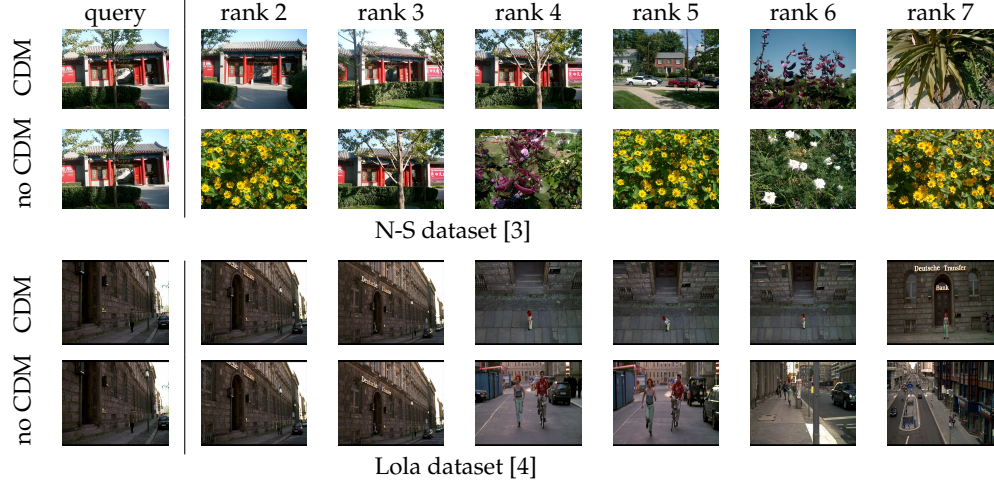 query rank 2 rank 3 rank 4 rank 5 rank 6 rank 7
CDM
no CDM
N-S dataset [3]
CDM
Deutsche Transfer
Bank
no CDM
Lola dataset [4]